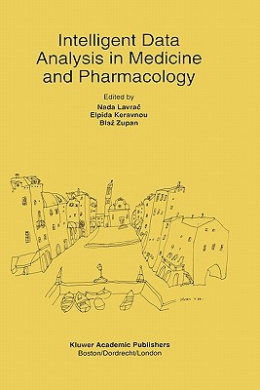 Intelligent Data
Analysis in Medicine
and Pharmacology
Edited by
Nada Lavrač
Elpida Keravnou
Blaž Zupan
Kluwer Academic Publishers
Boston/Dordrecht/London